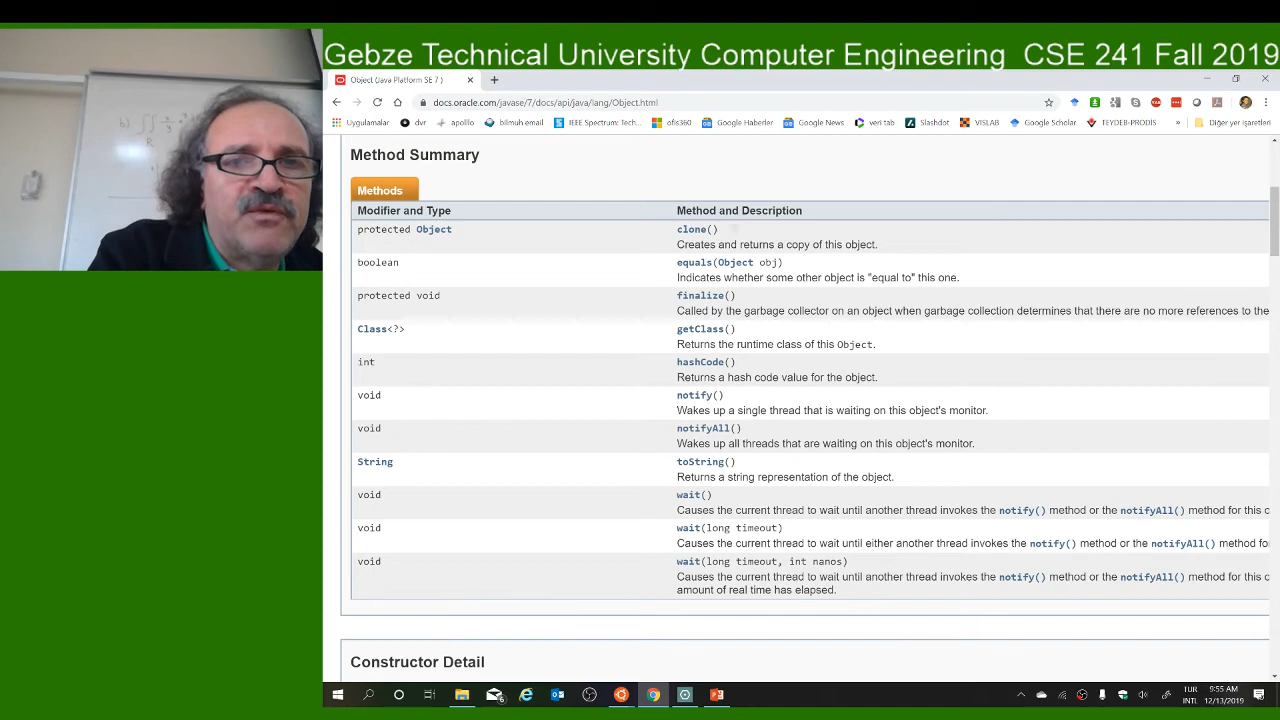 Gebze Technical University Computer Engineering CSE 241 Fall 2019
Object (Java Platform SE 7 )
docs.oracle.com/javase/7/docs/api/java/lang/Object.html
Uygulamalar dvr apolllo bilmuh email IEEE Spectrum: Tech... ofis360 Google Haberler Google News veri tab Slashdot VISLAB Google Scholar TEYDEB-PRODİS » Diğer yer işaretleri
Method Summary
Methods
Modifier and Type Method and Description
protected Object clone()
Creates and returns a copy of this object.
boolean equals(Object obj)
Indicates whether some other object is "equal to" this one.
protected void finalize()
Called by the garbage collector on an object when garbage collection determines that there are no more references to the
Class<?> getClass()
Returns the runtime class of this Object.
int hashCode()
Returns a hash code value for the object.
void notify()
Wakes up a single thread that is waiting on this object's monitor.
void notifyAll()
Wakes up all threads that are waiting on this object's monitor.
String toString()
Returns a string representation of the object.
void wait()
Causes the current thread to wait until another thread invokes the notify() method or the notifyAll() method for this o
void wait(long timeout)
Causes the current thread to wait until either another thread invokes the notify() method or the notifyAll() method fo
void wait(long timeout, int nanos)
Causes the current thread to wait until another thread invokes the notify() method or the notifyAll() method for this o
amount of real time has elapsed.
Constructor Detail
TUR 9:55 AM
INTL 12/13/2019